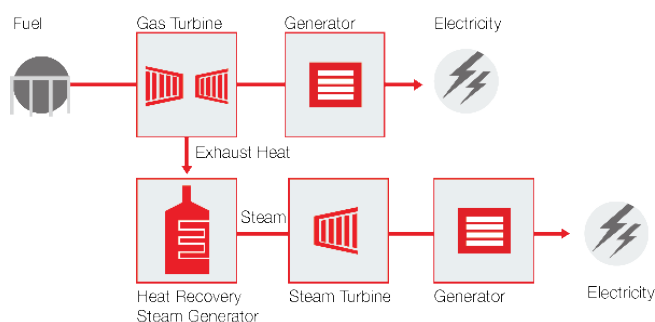 Fuel
Gas Turbine
Generator
Electricity
Exhaust Heat
Steam
Heat Recovery
Steam Generator
Steam Turbine
Generator
Electricity